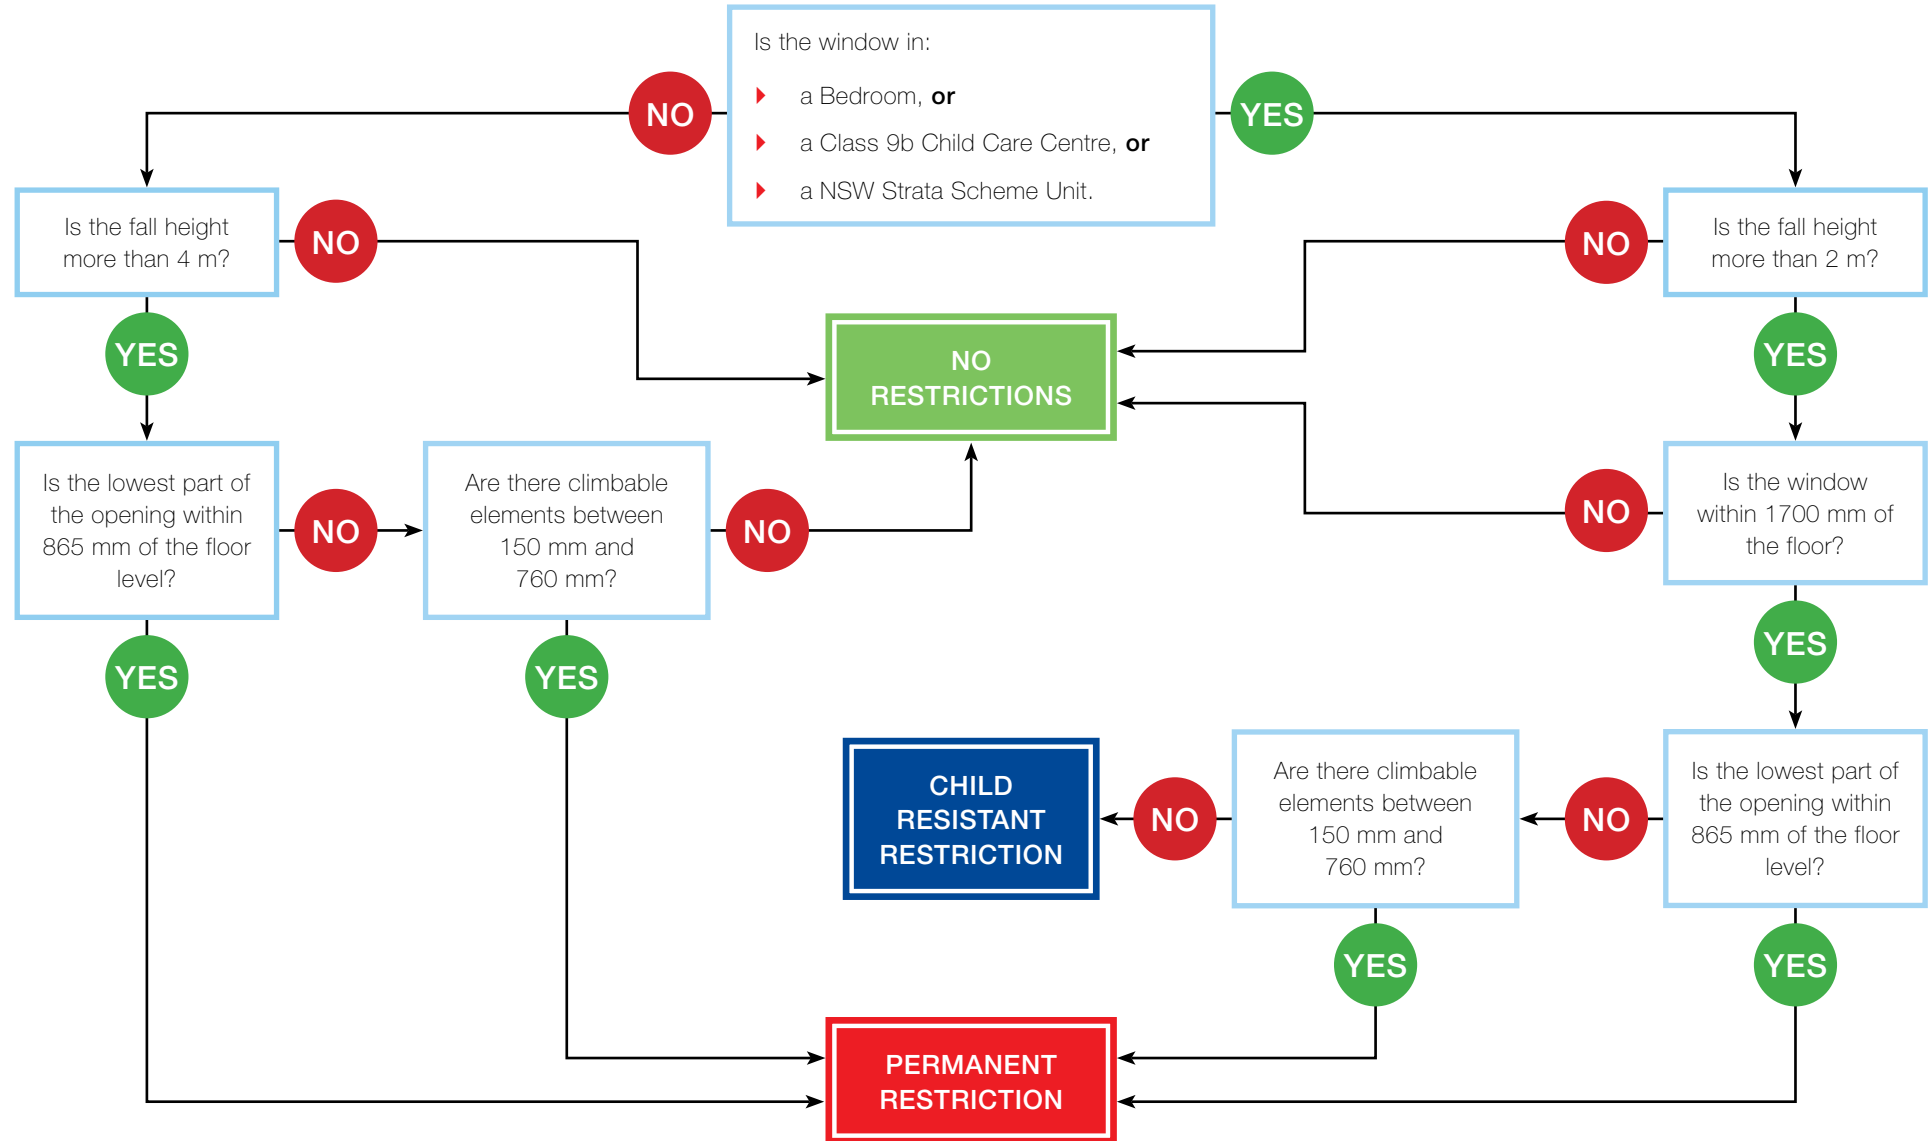 Is the window in:
a Bedroom, or
a Class 9b Child Care Centre, or
a NSW Strata Scheme Unit.
NO
YES
Is the fall height
more than 4 m?
NO
YES
Is the lowest part of
the opening within
865 mm of the floor
level?
NO
YES
Are there climbable
elements between
150 mm and
760 mm?
NO
YES
NO
RESTRICTIONS
Is the fall height
more than 2 m?
NO
YES
Is the window
within 1700 mm of
the floor?
NO
YES
Is the lowest part of
the opening within
865 mm of the floor
level?
NO
YES
Are there climbable
elements between
150 mm and
760 mm?
NO
YES
CHILD
RESISTANT
RESTRICTION
PERMANENT
RESTRICTION